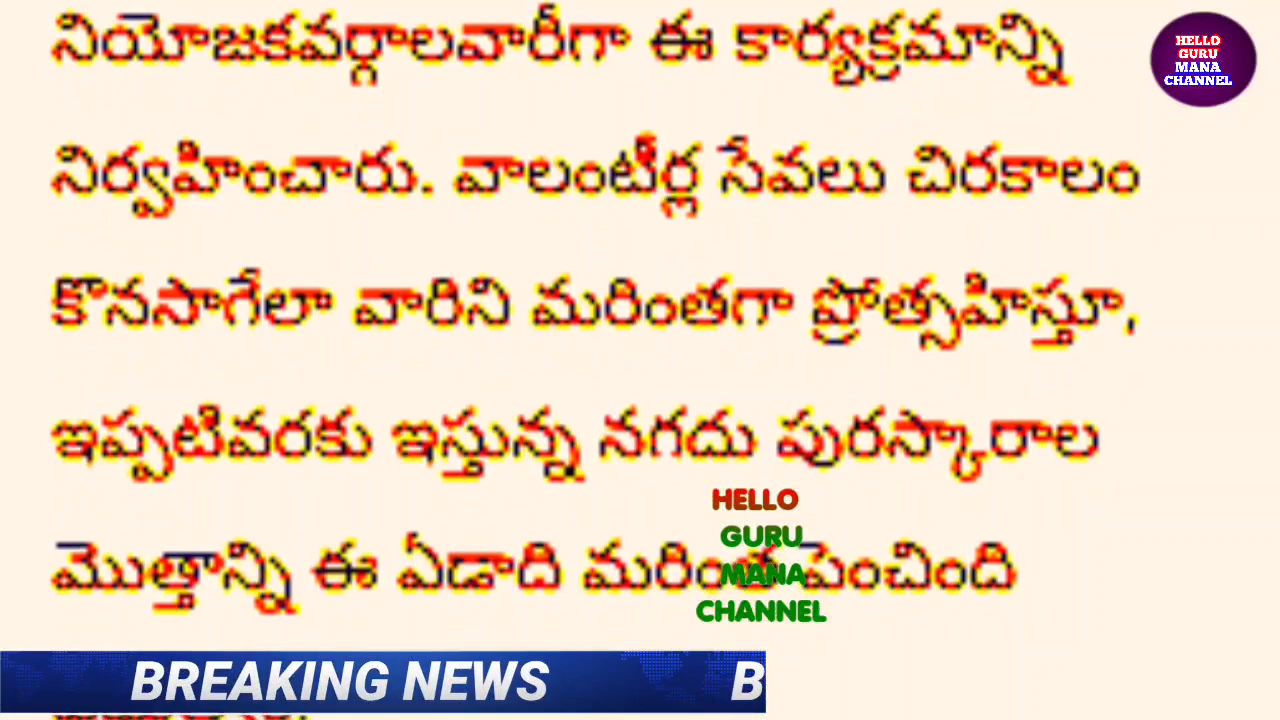 నియోజకవర్గాలవారీగా ఈ కార్యక్రమాన్ని
HELLO
GURU
MANA
CHANNEL
నిర్వహించారు. వాలంటీర్ల సేవలు చిరకాలం
కొనసాగేలా వారిని మరింతగా ప్రోత్సహిస్తూ,
ఇప్పటివరకు ఇస్తున్న నగదు పురస్కారాల
మొత్తాన్ని ఈ ఏడాది మరింత పెంచింది
HELLO
GURU
MANA
CHANNEL
BREAKING NEWS B